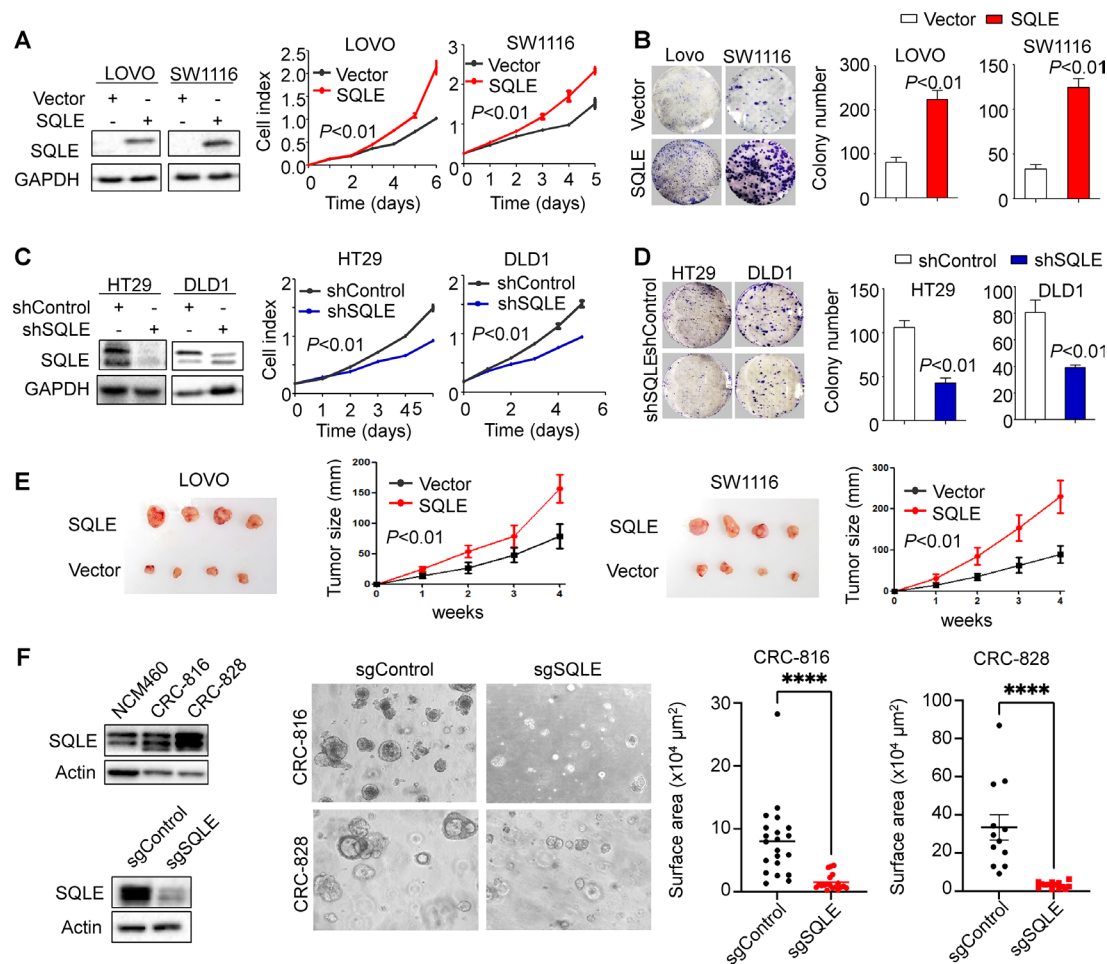 A
LOVO SW1116
Vector + - + -
SQLE - + - +
SQLE
GAPDH
LOVO
Vector
SQLE
P<0.01
Cell index
2.5
2.0
1.5
1.0
0.5
0.0
0 2 4 6
Time (days)
SW1116
Vector
SQLE
P<0.01
3
2
1
0
0 1 2 3 4 5
Time (days)
B
Lovo SW1116
Vector
SQLE
Vector SQLE
LOVO
P<0.01
Colony number
300
200
100
0
SW1116
P<0.01
150
100
50
0
C
HT29 DLD1
shControl + - + -
shSQLE - + - +
SQLE
GAPDH
HT29
shControl
shSQLE
P<0.01
Cell index
2
1
0
0 1 2 3 45
Time (days)
DLD1
shControl
shSQLE
P<0.01
2
1
0
0 2 4 6
Time (days)
D
HT29 DLD1
shControl
shSQLE
shControl shSQLE
HT29
P<0.01
Colony number
150
100
50
0
DLD1
P<0.01
80
60
40
20
0
E
LOVO
SQLE
Vector
Tumor size (mm)
200
150
100
50
0
Vector
SQLE
P<0.01
0 1 2 3 4
weeks
SW1116
SQLE
Vector
Tumor size (mm)
300
200
100
0
Vector
SQLE
P<0.01
0 1 2 3 4
weeks
F
NCM460 CRC-816 CRC-828
SQLE
Actin
sgControl sgSQLE
SQLE
Actin
sgControl sgSQLE
CRC-816
CRC-828
CRC-816
****
Surface area (x10⁴ μm²)
30
20
10
0
sgControl sgSQLE
CRC-828
****
Surface area (x10⁴ μm²)
100
80
60
40
20
0
sgControl sgSQLE